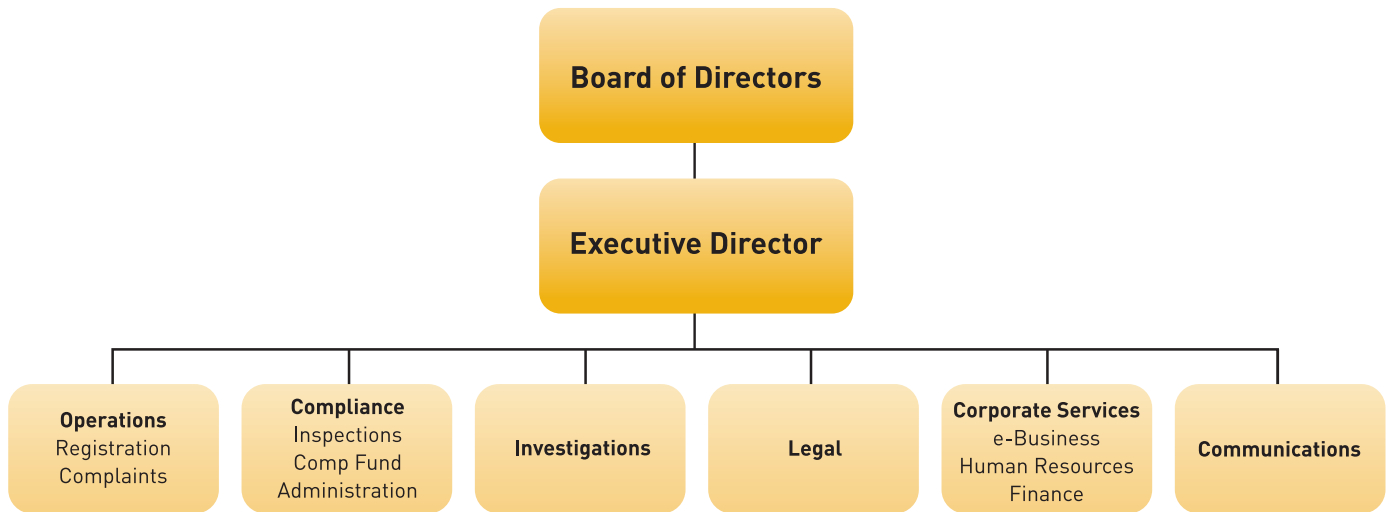 Board of Directors
Executive Director
Operations
Registration
Complaints
Compliance
Inspections
Comp Fund
Administration
Investigations
Legal
Corporate Services
e-Business
Human Resources
Finance
Communications